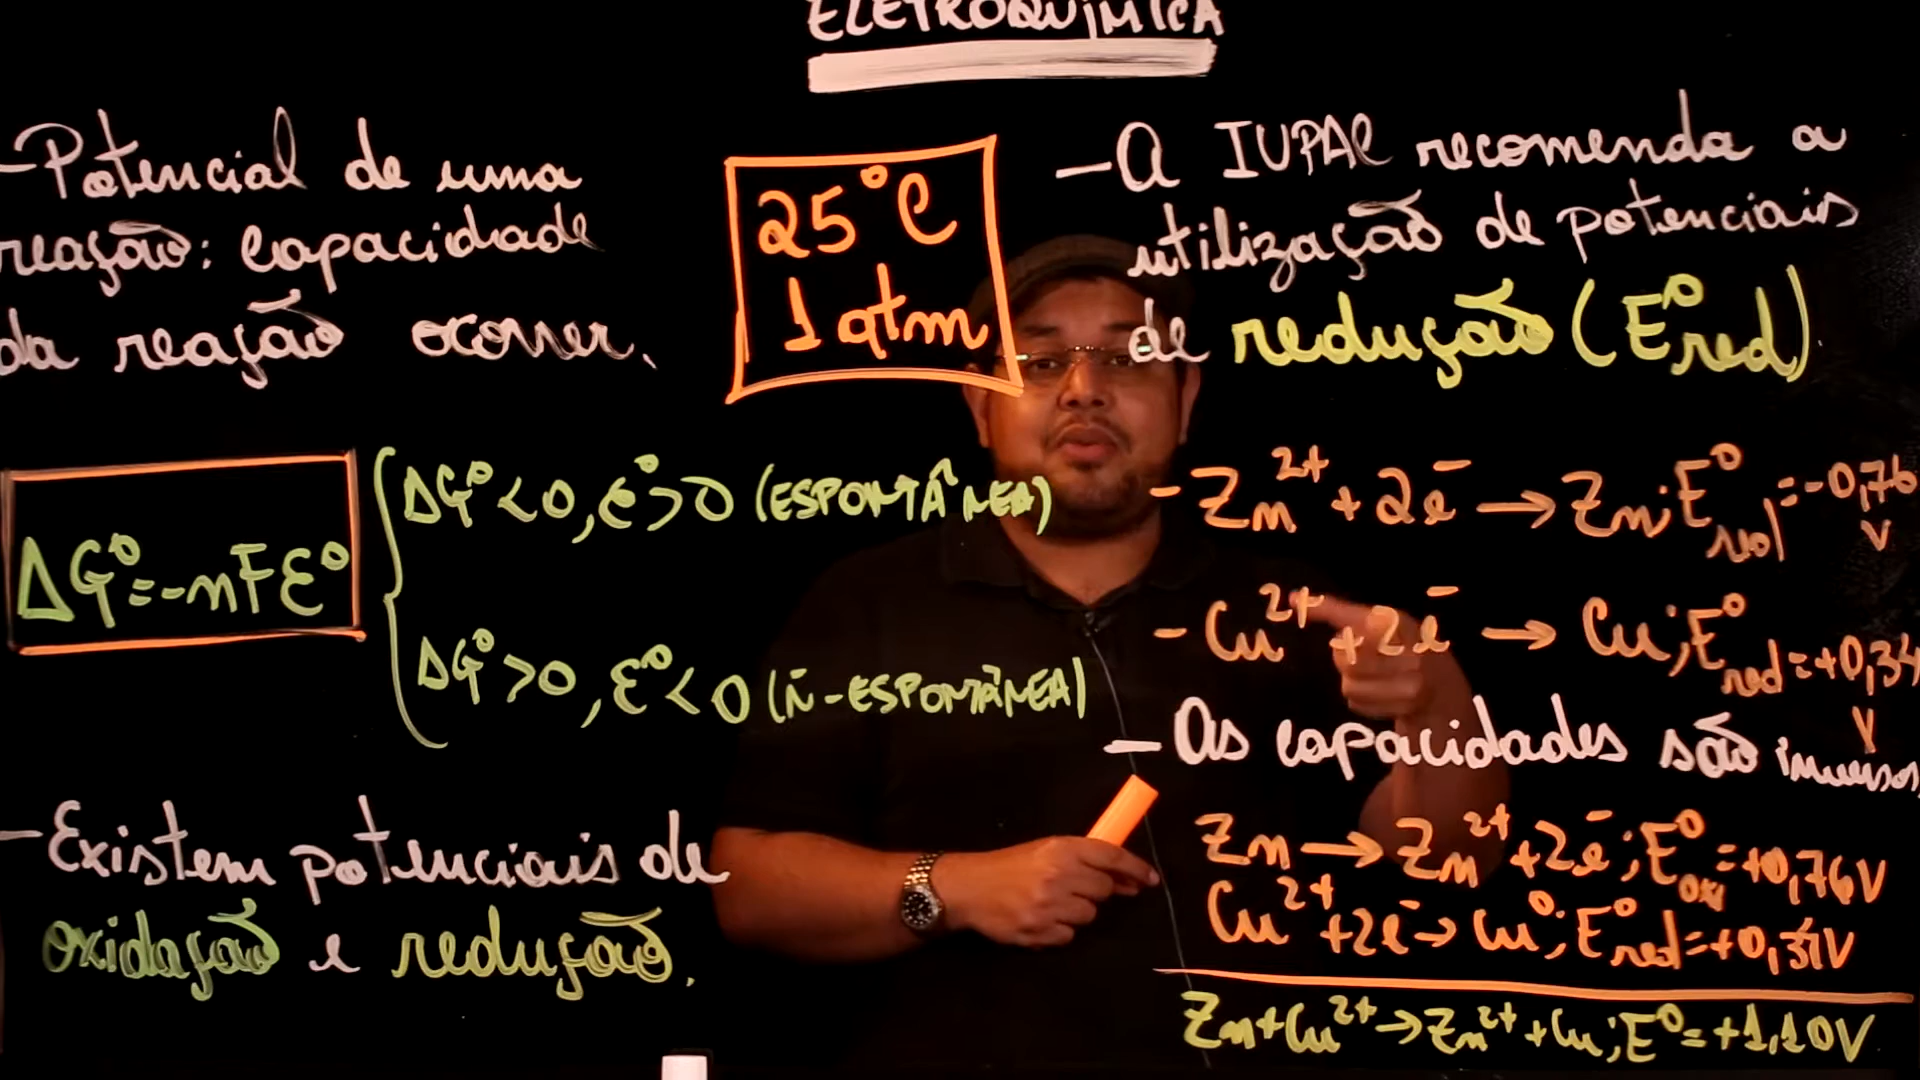 ELETROQUÍMICA
- Potencial de uma
reação: capacidade
da reação ocorrer.
25°C
1 atm
ΔG°=-nFE°
ΔG°<0, E°>0 (ESPONTÂNEA)
ΔG°>0, E°<0 (Ñ-ESPONTÂNEA)
- Existem potenciais de
oxidação e redução.
- A IUPAC recomenda a
utilização de potenciais
de redução (E°red)
- Zn²⁺ + 2e⁻ → Zn; E°red = -0,76
V
- Cu²⁺ + 2e⁻ → Cu; E°red = +0,34
V
- As capacidades são inversas
Zn → Zn²⁺ + 2e⁻; E°oxi = +0,76V
Cu²⁺ + 2e⁻ → Cu°; E°red = +0,34V
Zn + Cu²⁺ → Zn²⁺ + Cu; E° = +1,10V